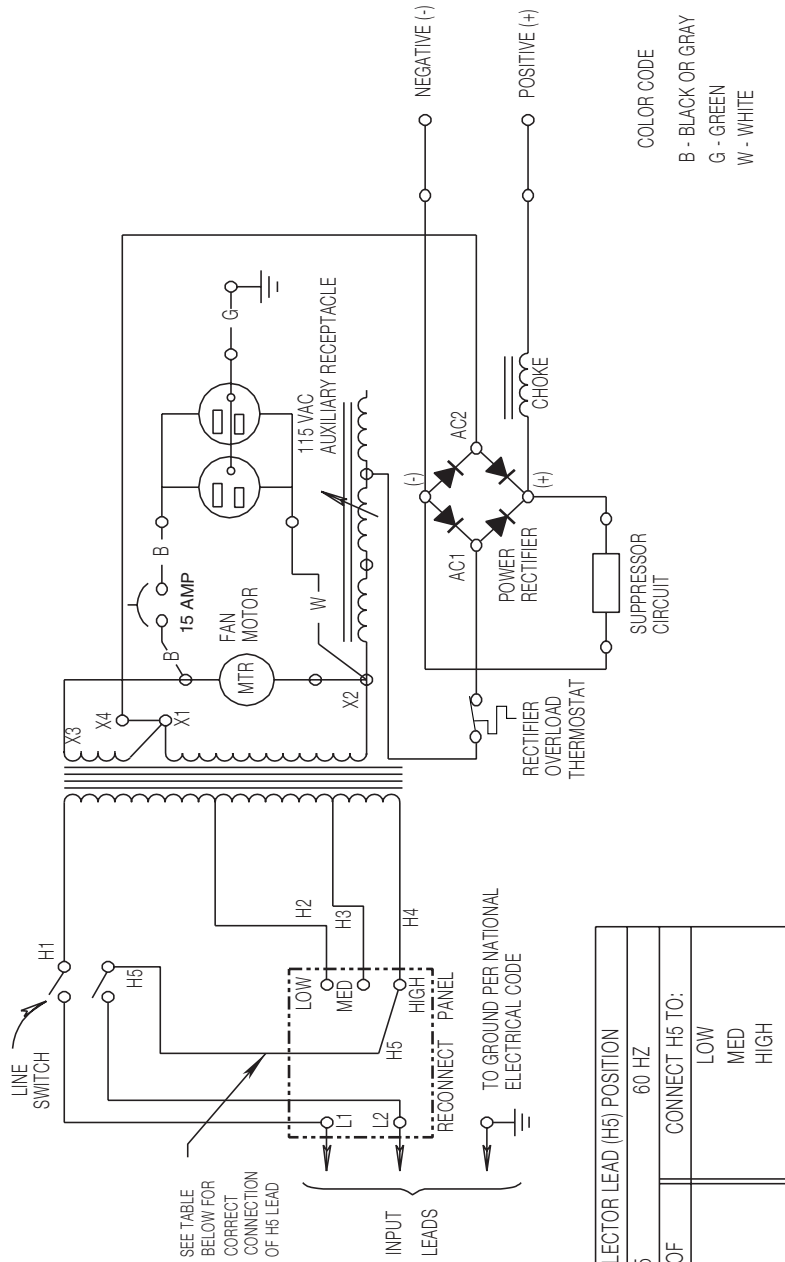 LINE
SWITCH
H1
H5
SEE TABLE
BELOW FOR
CORRECT
CONNECTION
OF H5 LEAD
INPUT
LEADS
L1
L2
H5
LOW
MED
HIGH
RECONNECT PANEL
H2
H3
H4
TO GROUND PER NATIONAL
ELECTRICAL CODE
X3
X4
X1
X2
B
15 AMP
B
FAN
MOTOR
MTR
W
G
115 VAC
AUXILIARY RECEPTACLE
RECTIFIER
OVERLOAD
THERMOSTAT
AC1
AC2
(-)
(+)
POWER
RECTIFIER
SUPPRESSOR
CIRCUIT
CHOKE
NEGATIVE (-)
POSITIVE (+)
COLOR CODE
B - BLACK OR GRAY
G - GREEN
W - WHITE
LECTOR LEAD (H5) POSITION
60 HZ
OF
CONNECT H5 TO:
LOW
MED
HIGH